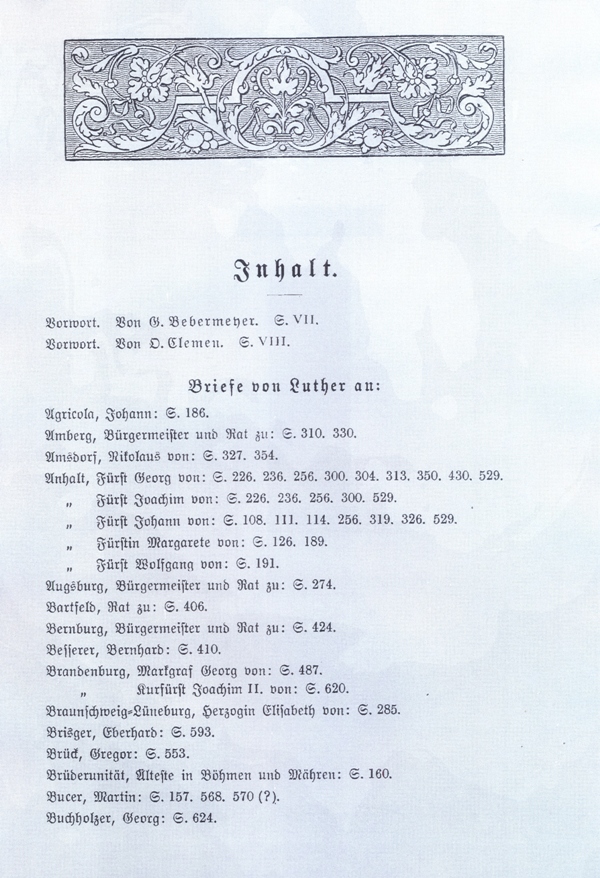 Inhalt.
Vorwort. Von G. Bebermeyer. S. VII.
Vorwort. Von O. Clemen. S. VIII.
Briefe von Luther an:
Agricola, Johann: S. 186.
Amberg, Bürgermeister und Rat zu: S. 310. 330.
Amsdorf, Nikolaus von: S. 327. 354.
Anhalt, Fürst Georg von: S. 226. 236. 256. 300. 304. 313. 350. 430. 529.
„ Fürst Joachim von: S. 226. 236. 256. 300. 529.
„ Fürst Johann von: S. 108. 111. 114. 256. 319. 326. 529.
„ Fürstin Margarete von: S. 126. 189.
„ Fürst Wolfgang von: S. 191.
Augsburg, Bürgermeister und Rat zu: S. 274.
Bartfeld, Rat zu: S. 406.
Bernburg, Bürgermeister und Rat zu: S. 424.
Besserer, Bernhard: S. 410.
Brandenburg, Markgraf Georg von: S. 487.
„ Kurfürst Joachim II. von: S. 620.
Braunschweig-Lüneburg, Herzogin Elisabeth von: S. 285.
Brisger, Eberhard: S. 593.
Brück, Gregor: S. 553.
Brüderunität, Älteste in Böhmen und Mähren: S. 160.
Bucer, Martin: S. 157. 568. 570 (?).
Buchholzer, Georg: S. 624.